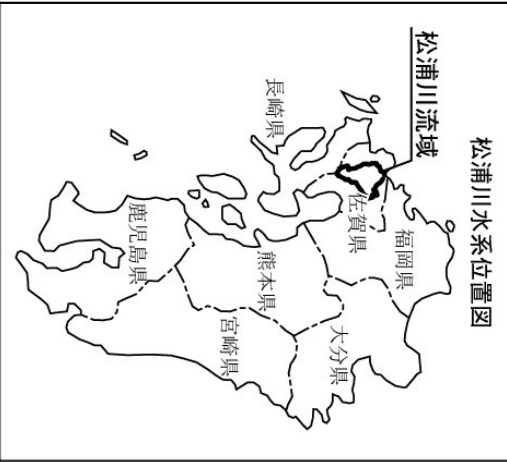 松浦川水系位置図
松浦川流域
福岡県
佐賀県
長崎県
大分県
熊本県
宮崎県
鹿児島県